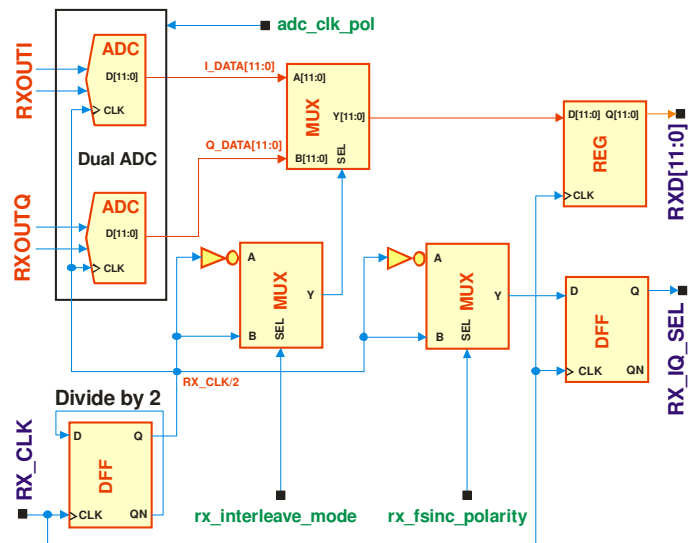 adc_clk_pol
RXOUTI
ADC
D[11:0]
CLK
Dual ADC
RXOUTQ
ADC
D[11:0]
CLK
I_DATA[11:0]
Q_DATA[11:0]
A[11:0]
B[11:0]
MUX
Y[11:0]
SEL
D[11:0]
Q[11:0]
REG
CLK
RXD[11:0]
A
B
MUX
SEL
Y
A
B
MUX
SEL
Y
D
Q
DFF
CLK
QN
RX_IQ_SEL
RX_CLK/2
Divide by 2
RX_CLK
D
Q
DFF
CLK
QN
rx_interleave_mode
rx_fsinc_polarity